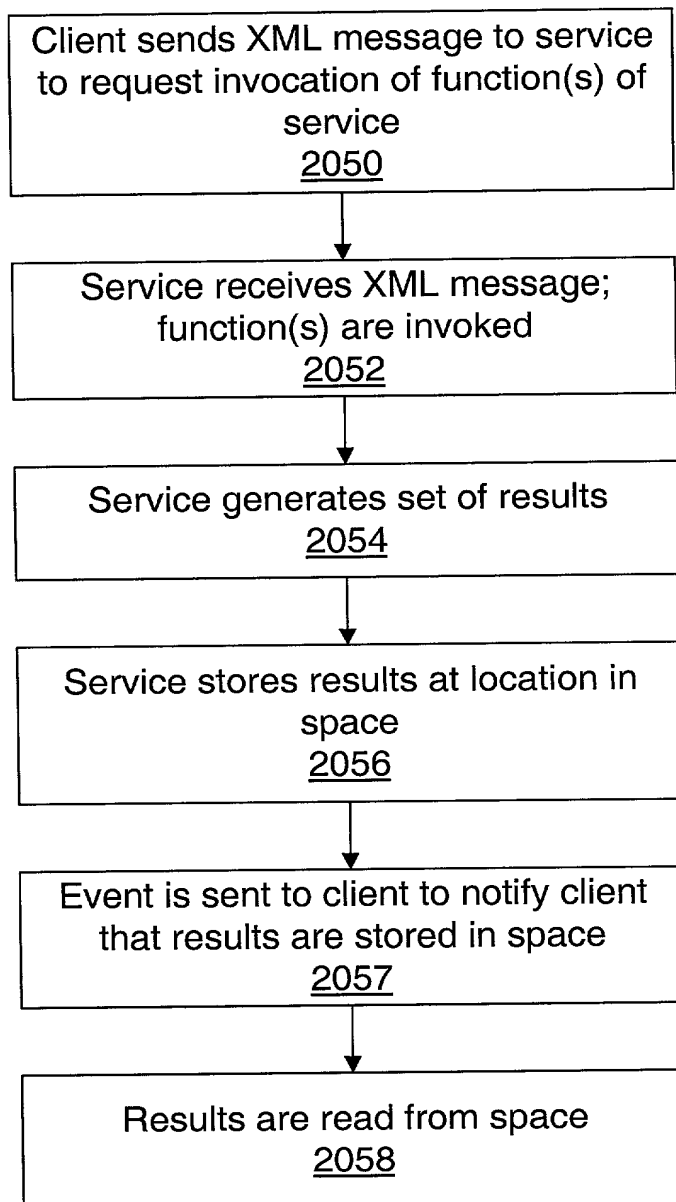 Client sends XML message to service
to request invocation of function(s) of
service
2050
Service receives XML message;
function(s) are invoked
2052
Service generates set of results
2054
Service stores results at location in
space
2056
Event is sent to client to notify client
that results are stored in space
2057
Results are read from space
2058